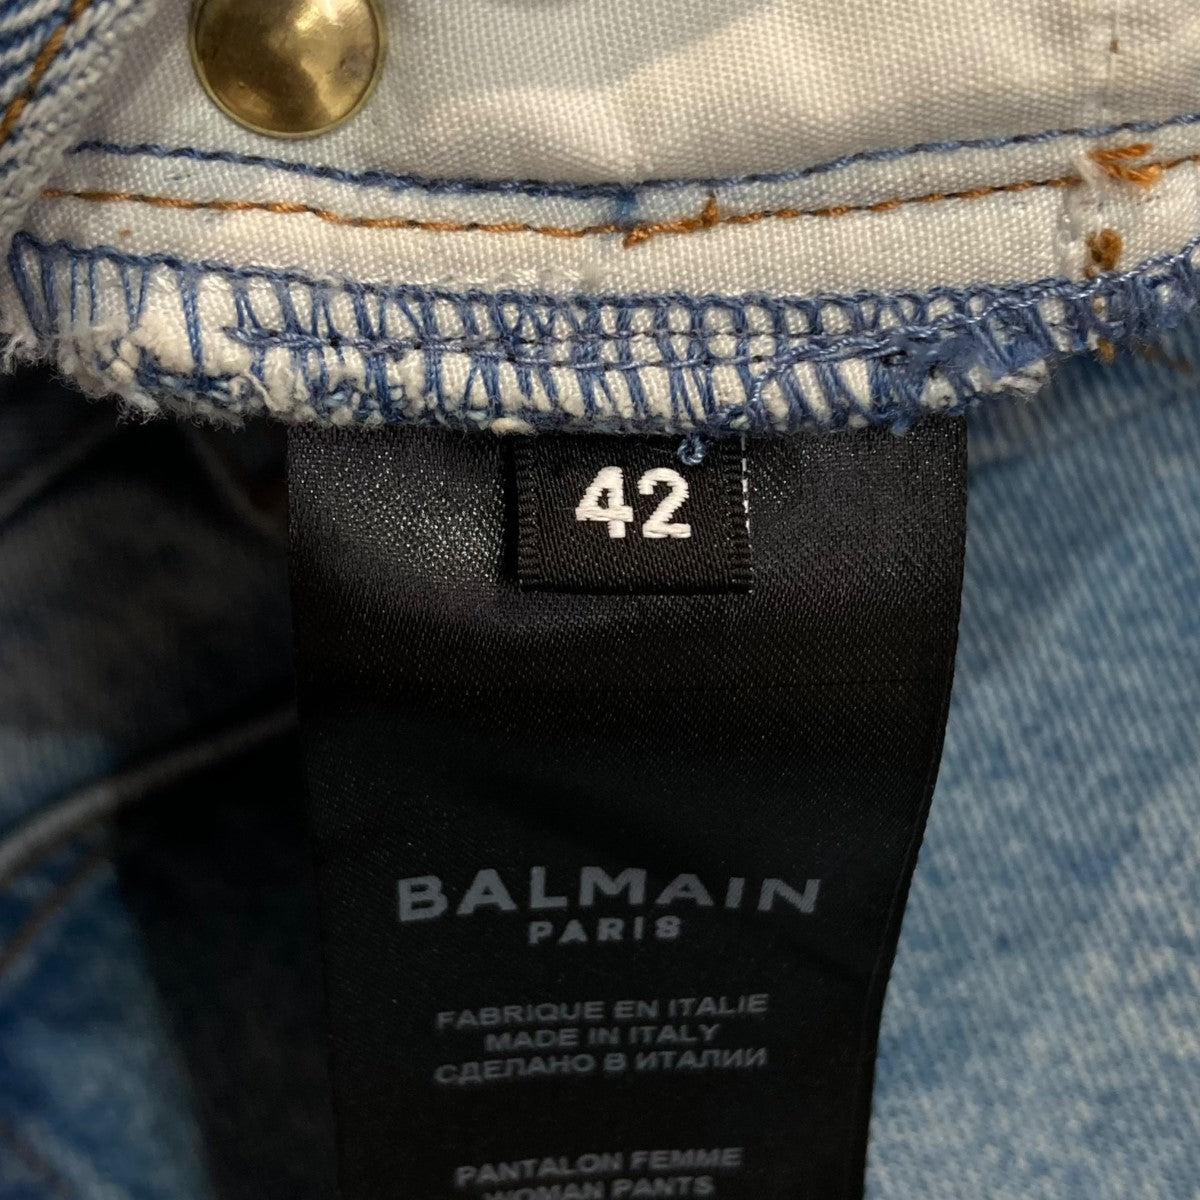 42
BALMAIN
PARIS
FABRIQUE EN ITALIE
MADE IN ITALY
СДЕЛАНО В ИТАЛИИ
PANTALON FEMME
WOMAN PANTS